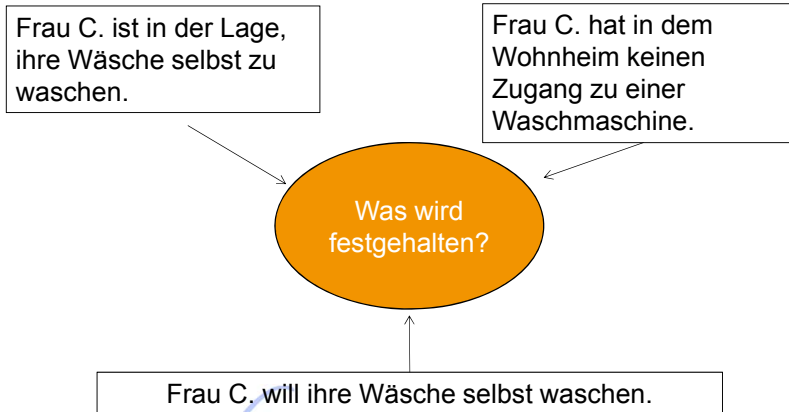 Frau C. ist in der Lage,
ihre Wäsche selbst zu
waschen.
Frau C. hat in dem
Wohnheim keinen
Zugang zu einer
Waschmaschine.
Was wird
festgehalten?
Frau C. will ihre Wäsche selbst waschen.